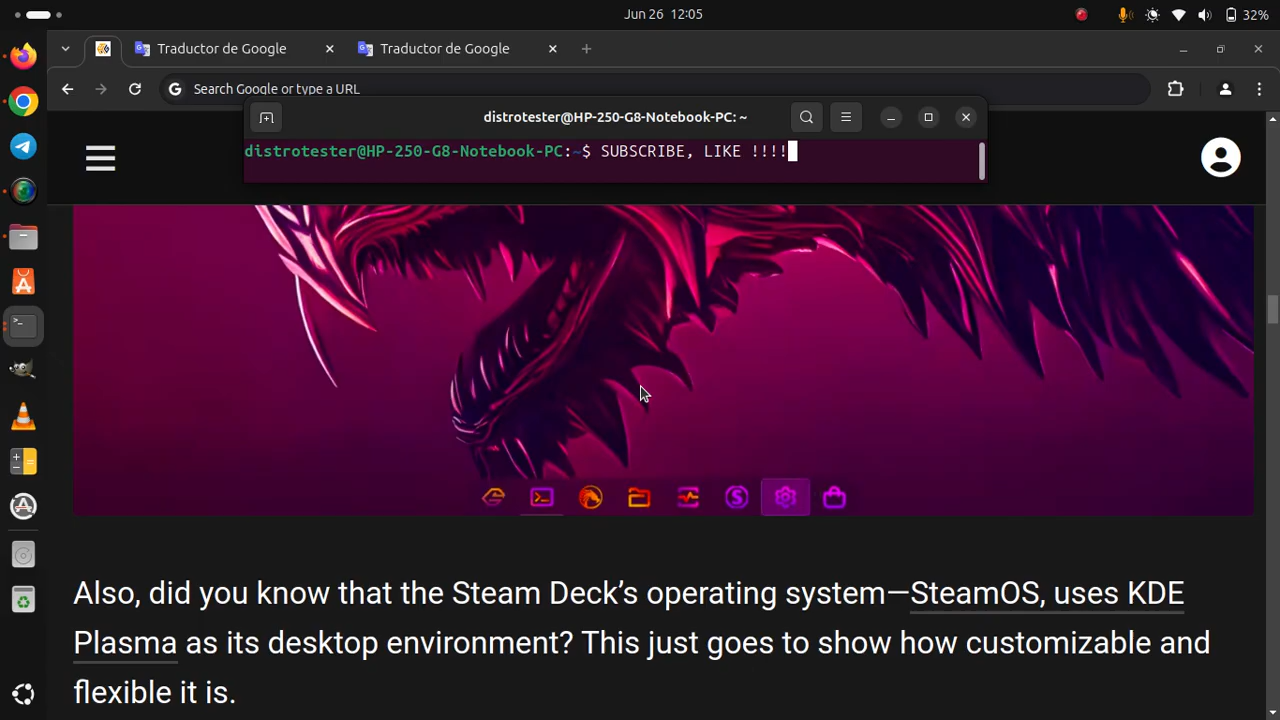 Jun 26 12:05
32%
Traductor de Google
Traductor de Google
Search Google or type a URL
distrotester@HP-250-G8-Notebook-PC: ~
distrotester@HP-250-G8-Notebook-PC:~$ SUBSCRIBE, LIKE !!!!
Also, did you know that the Steam Deck’s operating system—SteamOS, uses KDE
Plasma as its desktop environment? This just goes to show how customizable and
flexible it is.